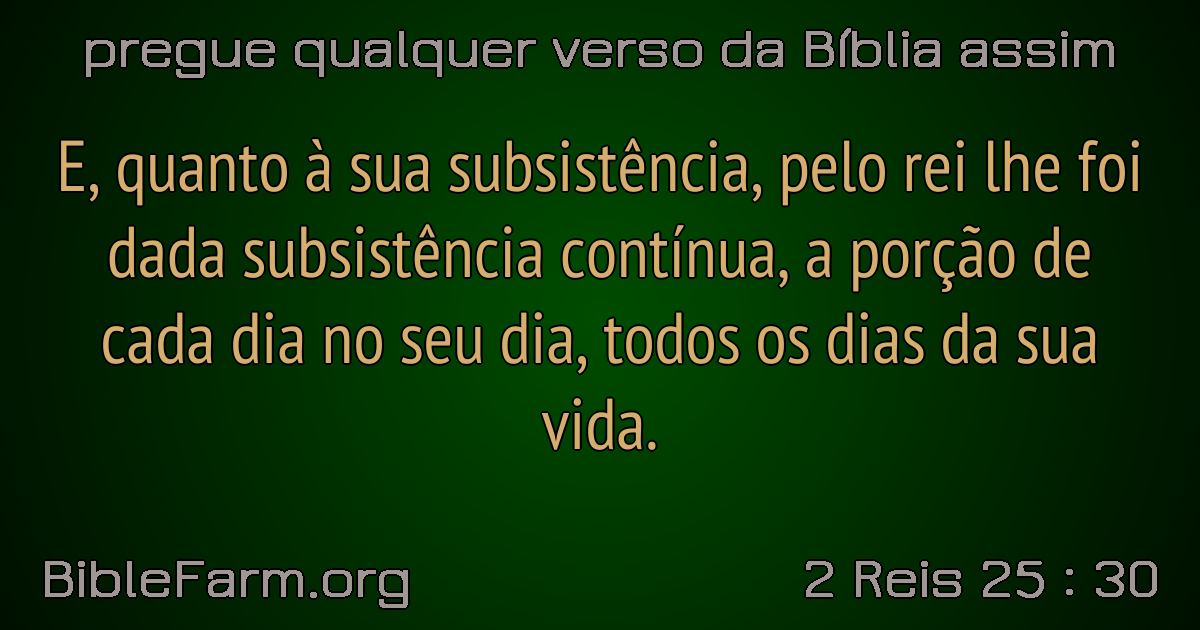 pregue qualquer verso da Bíblia assim
E, quanto à sua subsistência, pelo rei lhe foi
dada subsistência contínua, a porção de
cada dia no seu dia, todos os dias da sua
vida.
BibleFarm.org
2 Reis 25 : 30